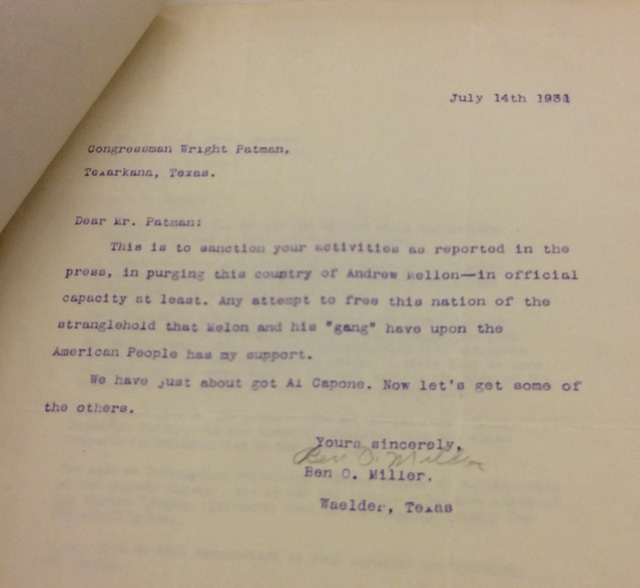 July 14th 1931
Congressman Wright Patman,
Texarkana, Texas.
Dear Mr. Patman:
This is to sanction your activities as reported in the
press, in purging this country of Andrew Mellon—in official
capacity at least. Any attempt to free this nation of the
stranglehold that Melon and his "gang" have upon the
American People has my support.
We have just about got Al Capone. Now let's get some of
the others.
Yours sincerely,
Ben O. Miller
Ben O. Miller.
Waelder, Texas